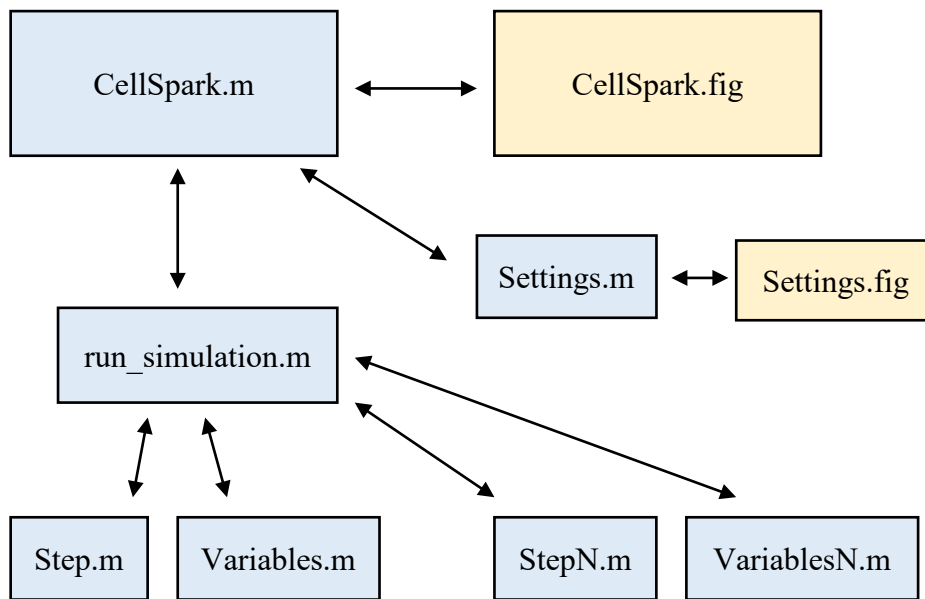 CellSpark.m
CellSpark.fig
Settings.m
Settings.fig
run_simulation.m
Step.m
Variables.m
StepN.m
VariablesN.m